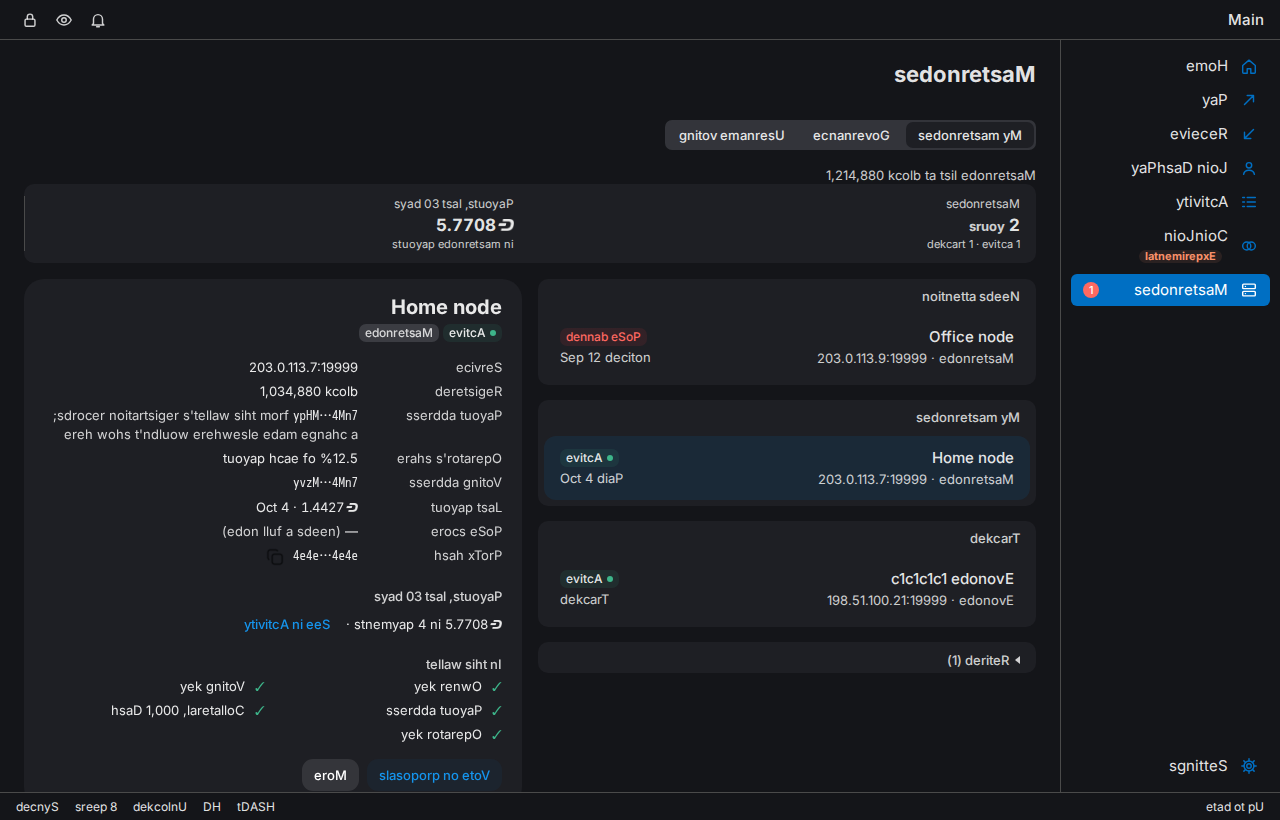 Main
emoH
yaP
evieceR
yaPhsaD nioJ
ytivitcA
nioJnioC
latnemirepxE
sedonretsaM
1
sgnitteS
sedonretsaM
sedonretsam yM
ecnanrevoG
gnitov emanresU
1,214,880 kcolb ta tsil edonretsaM
sedonretsaM
sruoy 2
dekcart 1 · evitca 1
syad 03 tsal ,stuoyaP
5.7708
stuoyap edonretsam ni
noitnetta sdeeN
Office node
dennab eSoP
203.0.113.9:19999 · edonretsaM
Sep 12 deciton
sedonretsam yM
Home node
evitcA
203.0.113.7:19999 · edonretsaM
Oct 4 diaP
dekcarT
c1c1c1c1 edonovE
evitcA
198.51.100.21:19999 · edonovE
dekcarT
(1) deriteR
Home node
edonretsaM evitcA
ecivreS
203.0.113.7:19999
deretsigeR
1,034,880 kcolb
sserdda tuoyaP
;sdrocer noitartsiger s'tellaw siht morf ypHM…4Mn7
ereh wohs t'ndluow erehwesle edam egnahc a
erahs s'rotarepO
tuoyap hcae fo %12.5
sserdda gnitoV
yvzM…4Mn7
tuoyap tsaL
Oct 4 · 1.4427
erocs eSoP
(edon lluf a sdeen) —
hsah xTorP
4e4e…4e4e
syad 03 tsal ,stuoyaP
ytivitcA ni eeS · stnemyap 4 ni 5.7708
tellaw siht nI
yek renwO ✓
yek gnitoV ✓
sserdda tuoyaP ✓
hsaD 1,000 ,laretalloC ✓
yek rotarepO ✓
slasoporp no etoV
eroM
decnyS
sreep 8
dekcolnU
DH
tDASH
etad ot pU